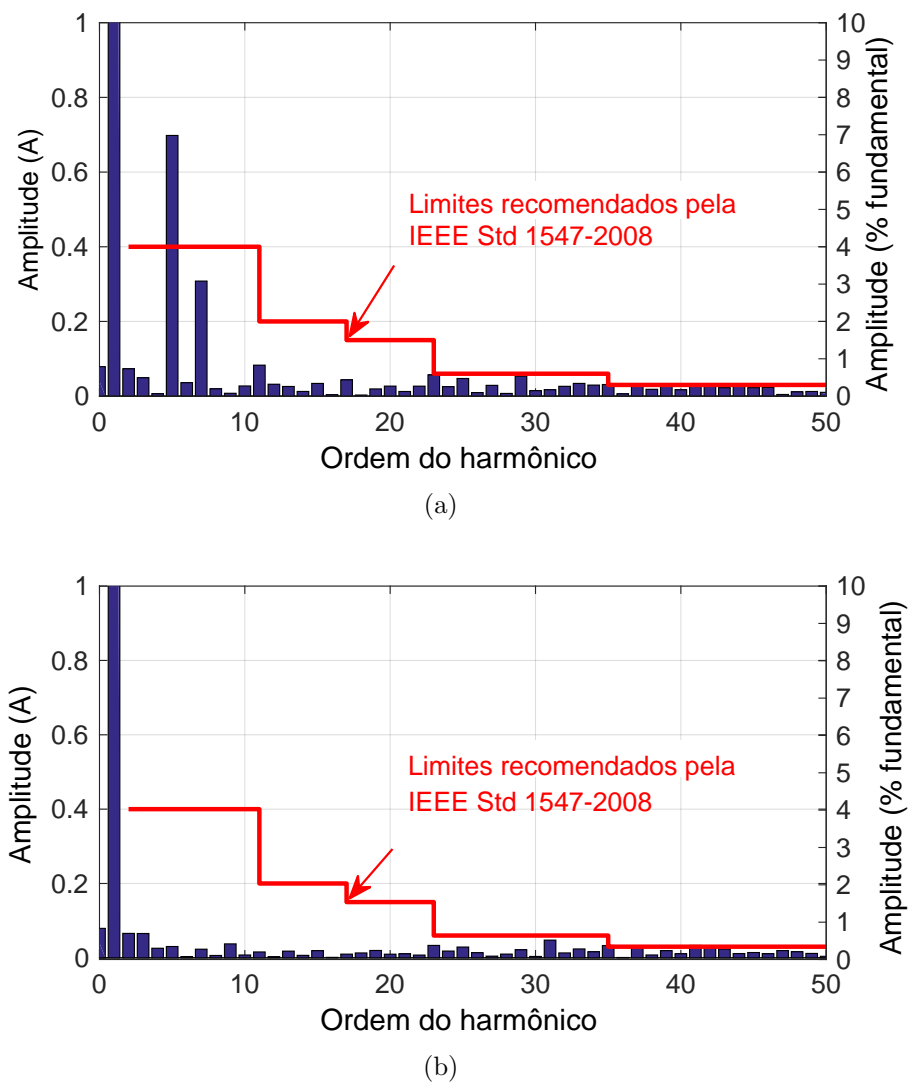 1
0.8
0.6
0.4
0.2
0
Amplitude (A)
10
9
8
7
6
5
4
3
2
1
0
Amplitude (% fundamental)
Limites recomendados pela
IEEE Std 1547-2008
0 10 20 30 40 50
Ordem do harmônico
(a)
1
0.8
0.6
0.4
0.2
0
Amplitude (A)
10
9
8
7
6
5
4
3
2
1
0
Amplitude (% fundamental)
Limites recomendados pela
IEEE Std 1547-2008
0 10 20 30 40 50
Ordem do harmônico
(b)